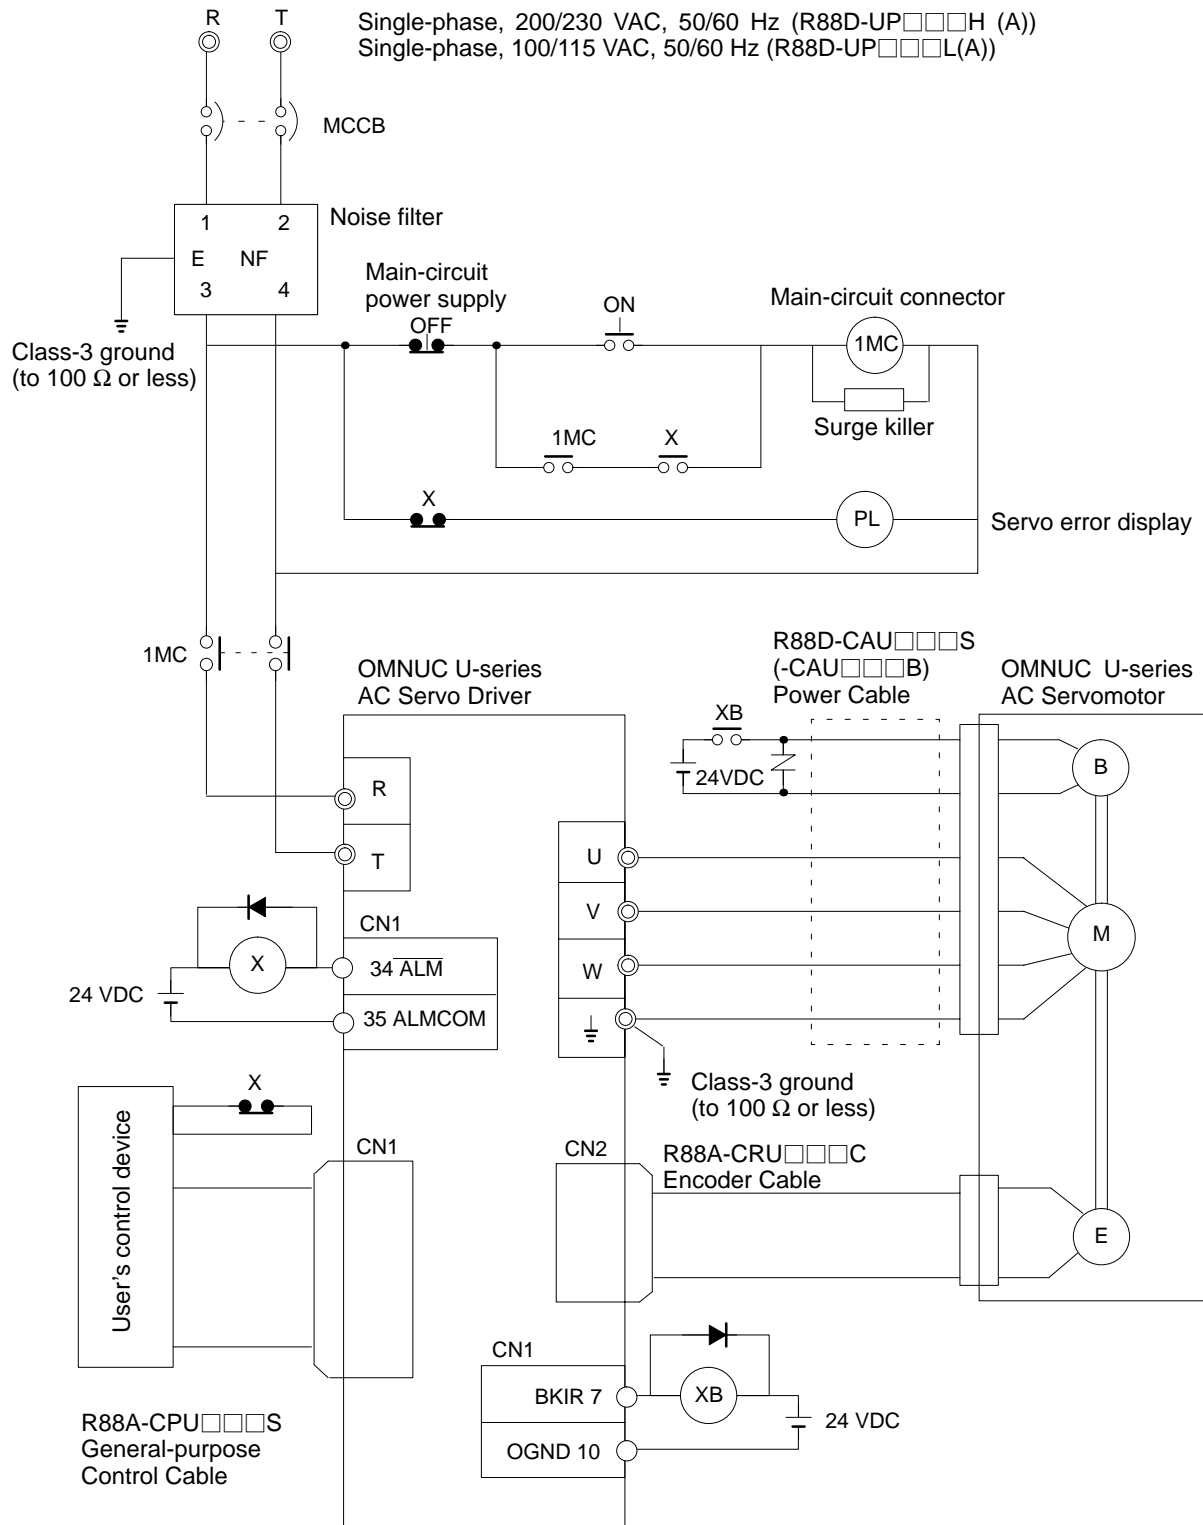 R T
Single-phase, 200/230 VAC, 50/60 Hz (R88D-UP□□□H (A))
Single-phase, 100/115 VAC, 50/60 Hz (R88D-UP□□□L(A))
MCCB
1 2
Noise filter
E NF
3 4
Main-circuit
power supply
OFF
ON
Main-circuit connector
1MC
Class-3 ground
(to 100 Ω or less)
Surge killer
1MC X
X
PL
Servo error display
1MC
OMNUC U-series
AC Servo Driver
R88D-CAU□□□S
(-CAU□□□B)
Power Cable
OMNUC U-series
AC Servomotor
XB
24VDC
B
R
T
U
V
W
M
CN1
X
34 A̅L̅M̅
24 VDC
35 ALMCOM
Class-3 ground
(to 100 Ω or less)
X
User's control device
CN1
CN2
R88A-CRU□□□C
Encoder Cable
E
CN1
BKIR 7
XB
24 VDC
OGND 10
R88A-CPU□□□S
General-purpose
Control Cable